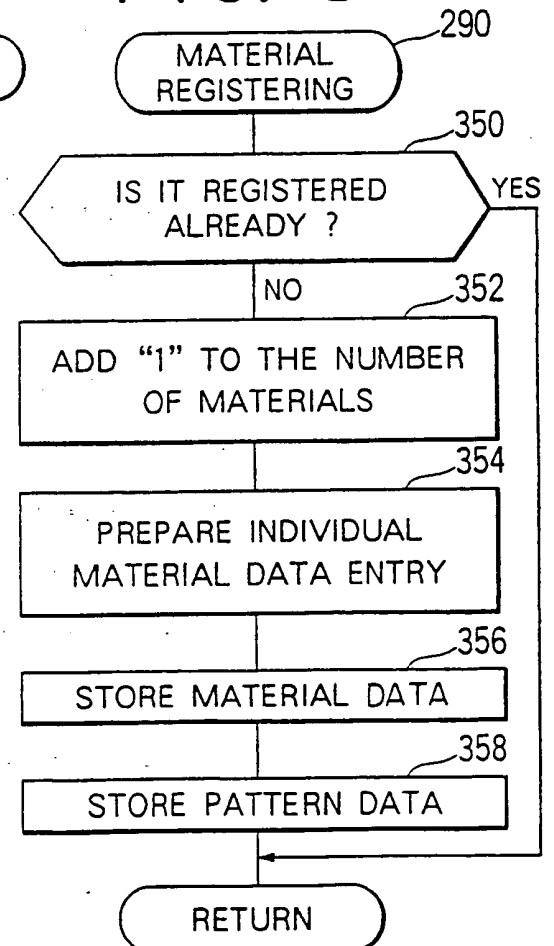 290
MATERIAL
REGISTERING
350
IS IT REGISTERED
ALREADY ?
YES
NO
352
ADD "1" TO THE NUMBER
OF MATERIALS
354
PREPARE INDIVIDUAL
MATERIAL DATA ENTRY
356
STORE MATERIAL DATA
358
STORE PATTERN DATA
RETURN